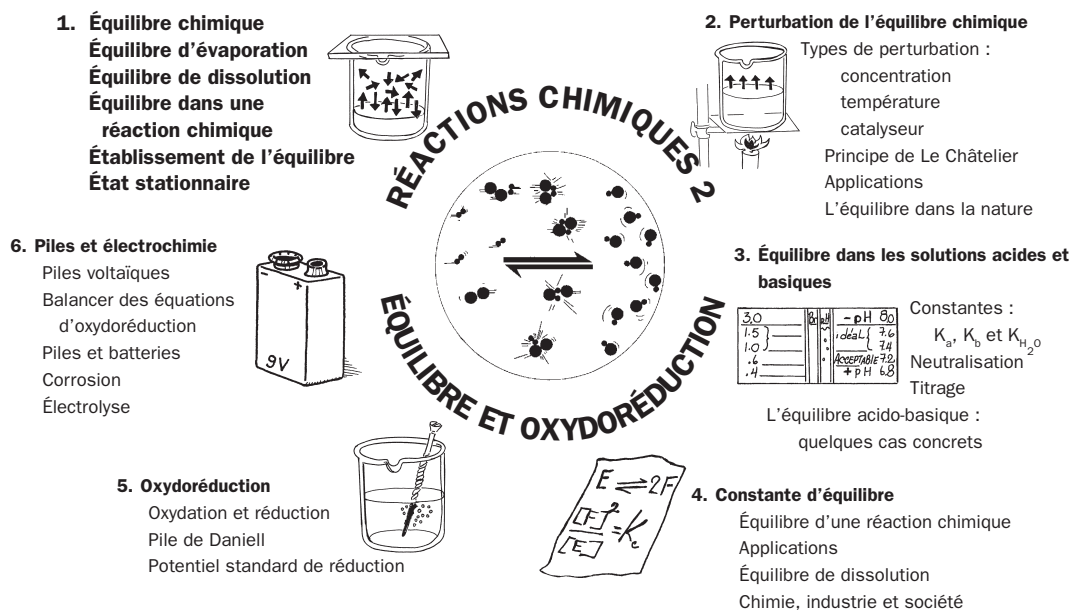 1. Équilibre chimique
Équilibre d’évaporation
Équilibre de dissolution
Équilibre dans une
réaction chimique
Établissement de l’équilibre
État stationnaire
2. Perturbation de l’équilibre chimique
Types de perturbation :
concentration
température
catalyseur
Principe de Le Châtelier
Applications
L’équilibre dans la nature
RÉACTIONS CHIMIQUES 2
ÉQUILIBRE ET OXYDORÉDUCTION
3. Équilibre dans les solutions acides et
basiques
3.0
1.5
1.0
.6
.4
Br pH
- pH 8.0
idéaL { 7.6
7.4
ACCEPTABLE 7.2
+ pH 6.8
Constantes :
Ka, Kb et KH2O
Neutralisation
Titrage
L’équilibre acido-basique :
quelques cas concrets
4. Constante d’équilibre
Équilibre d’une réaction chimique
Applications
Équilibre de dissolution
Chimie, industrie et société
E ⇌ 2F
[F]²
/[E] = Kc
5. Oxydoréduction
Oxydation et réduction
Pile de Daniell
Potentiel standard de réduction
6. Piles et électrochimie
Piles voltaïques
Balancer des équations
d’oxydoréduction
Piles et batteries
Corrosion
Électrolyse
- +
9V